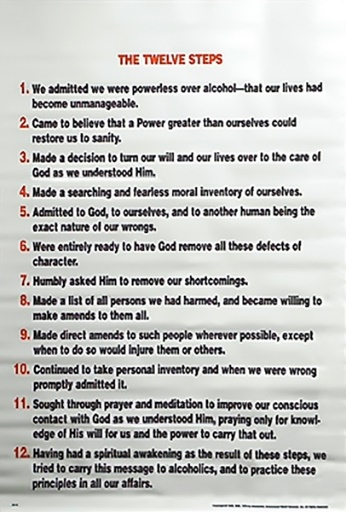 THE TWELVE STEPS
1. We admitted we were powerless over alcohol—that our lives had
become unmanageable.
2. Came to believe that a Power greater than ourselves could
restore us to sanity.
3. Made a decision to turn our will and our lives over to the care of
God as we understood Him.
4. Made a searching and fearless moral inventory of ourselves.
5. Admitted to God, to ourselves, and to another human being the
exact nature of our wrongs.
6. Were entirely ready to have God remove all these defects of
character.
7. Humbly asked Him to remove our shortcomings.
8. Made a list of all persons we had harmed, and became willing to
make amends to them all.
9. Made direct amends to such people wherever possible, except
when to do so would injure them or others.
10. Continued to take personal inventory and when we were wrong
promptly admitted it.
11. Sought through prayer and meditation to improve our conscious
contact with God as we understood Him, praying only for knowl-
edge of His will for us and the power to carry that out.
12. Having had a spiritual awakening as the result of these steps, we
tried to carry this message to alcoholics, and to practice these
principles in all our affairs.